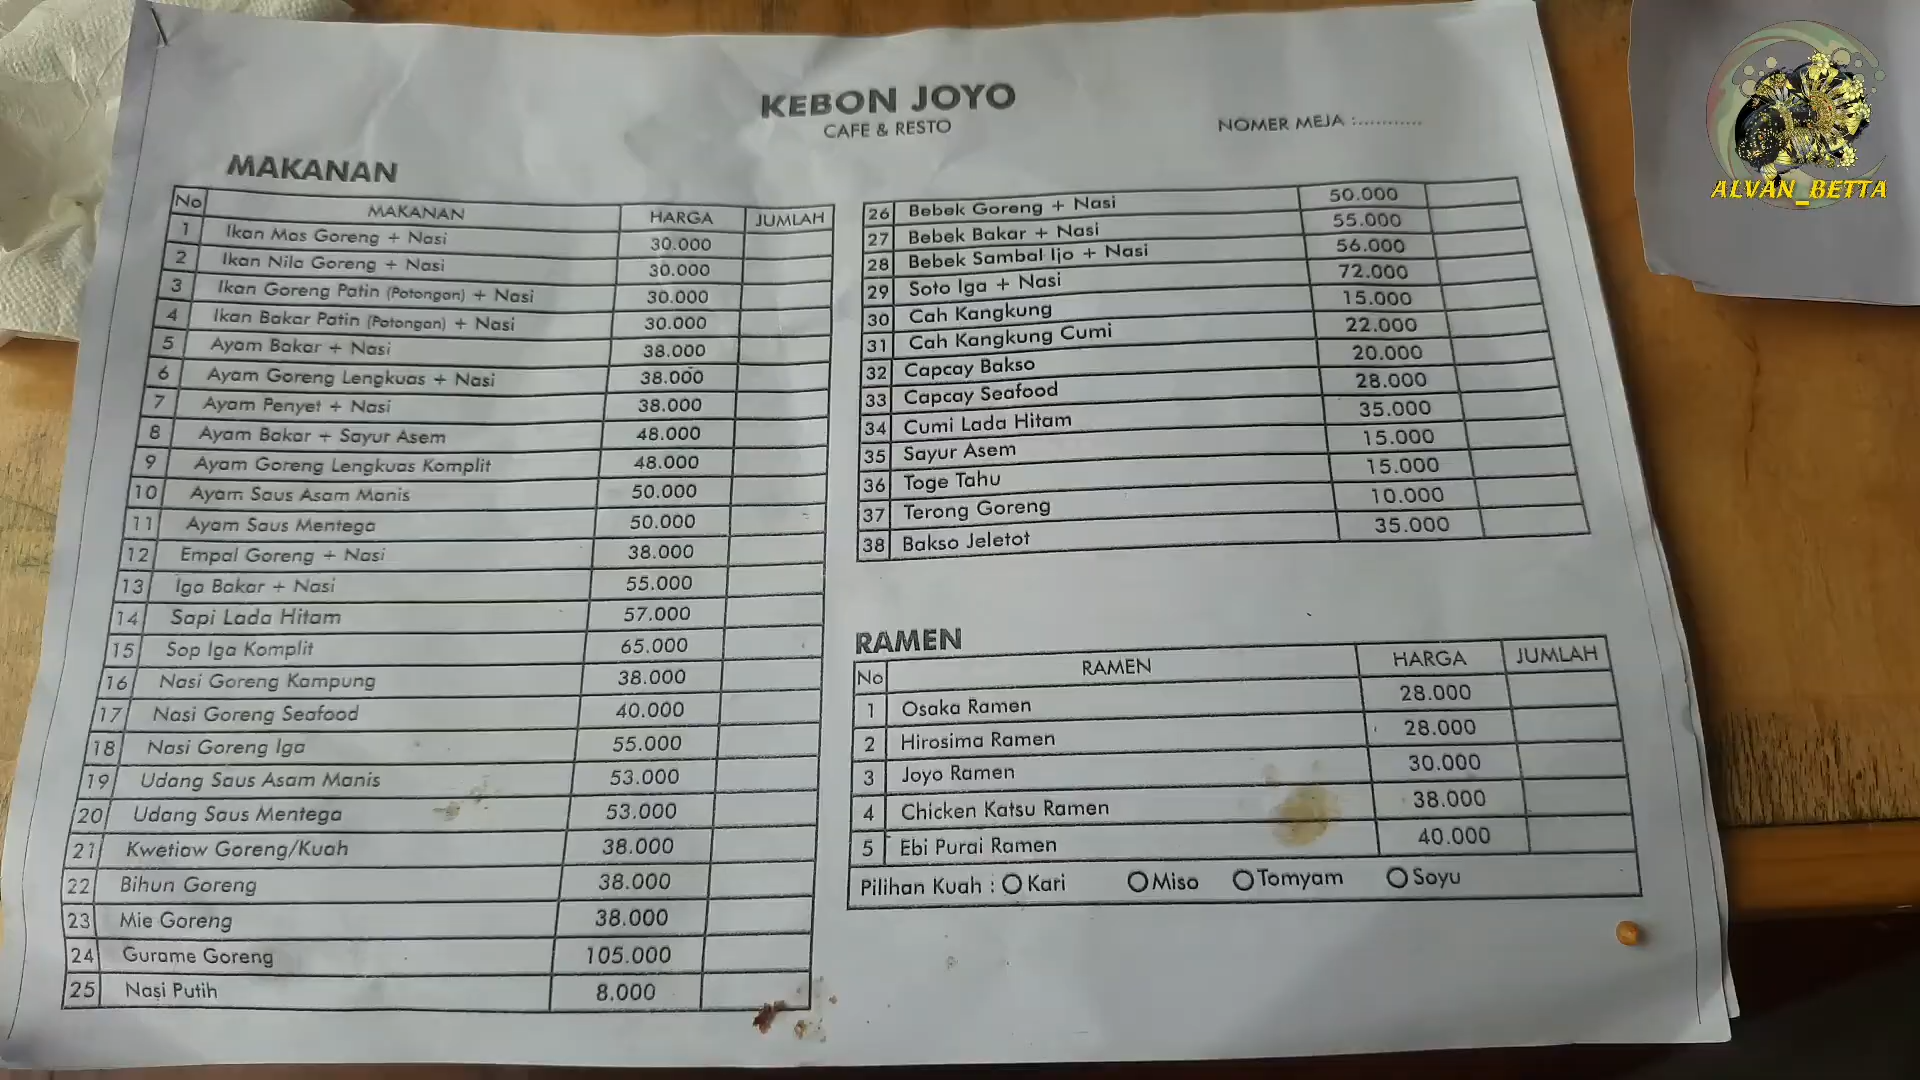 KEBON JOYO
CAFE & RESTO
NOMER MEJA :............
MAKANAN
No MAKANAN HARGA JUMLAH
1 Ikan Mas Goreng + Nasi 30.000
2 Ikan Nila Goreng + Nasi 30.000
3 Ikan Goreng Patin (Potongan) + Nasi 30.000
4 Ikan Bakar Patin (Potongan) + Nasi 30.000
5 Ayam Bakar + Nasi 38.000
6 Ayam Goreng Lengkuas + Nasi 38.000
7 Ayam Penyet + Nasi 38.000
8 Ayam Bakar + Sayur Asem 48.000
9 Ayam Goreng Lengkuas Komplit 48.000
10 Ayam Saus Asam Manis 50.000
11 Ayam Saus Mentega 50.000
12 Empal Goreng + Nasi 38.000
13 Iga Bakar + Nasi 55.000
14 Sapi Lada Hitam 57.000
15 Sop Iga Komplit 65.000
16 Nasi Goreng Kampung 38.000
17 Nasi Goreng Seafood 40.000
18 Nasi Goreng Iga 55.000
19 Udang Saus Asam Manis 53.000
20 Udang Saus Mentega 53.000
21 Kwetiaw Goreng/Kuah 38.000
22 Bihun Goreng 38.000
23 Mie Goreng 38.000
24 Gurame Goreng 105.000
25 Nasi Putih 8.000
26 Bebek Goreng + Nasi 50.000
27 Bebek Bakar + Nasi 55.000
28 Bebek Sambal Ijo + Nasi 56.000
29 Soto Iga + Nasi 72.000
30 Cah Kangkung 15.000
31 Cah Kangkung Cumi 22.000
32 Capcay Bakso 20.000
33 Capcay Seafood 28.000
34 Cumi Lada Hitam 35.000
35 Sayur Asem 15.000
36 Toge Tahu 15.000
37 Terong Goreng 10.000
38 Bakso Jeletot 35.000
RAMEN
No RAMEN HARGA JUMLAH
1 Osaka Ramen 28.000
2 Hirosima Ramen 28.000
3 Joyo Ramen 30.000
4 Chicken Katsu Ramen 38.000
5 Ebi Purai Ramen 40.000
Pilihan Kuah : O Kari O Miso O Tomyam O Soyu
ALVAN_BETTA